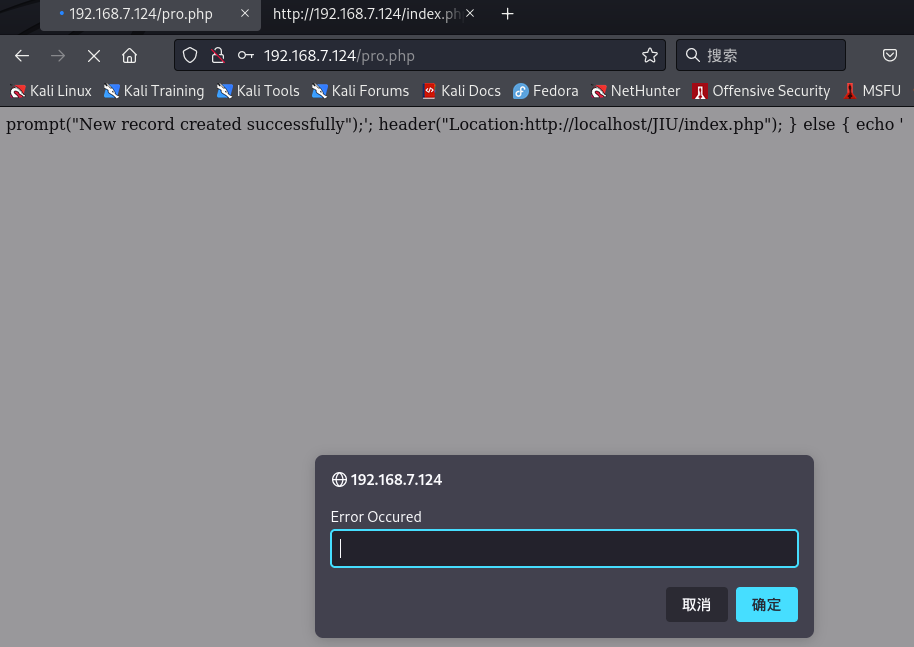 192.168.7.124/pro.php
http://192.168.7.124/index.ph
192.168.7.124/pro.php
搜索
Kali Linux
Kali Training
Kali Tools
Kali Forums
Kali Docs
Fedora
NetHunter
Offensive Security
MSFU
prompt("New record created successfully");'; header("Location:http://localhost/JIU/index.php"); } else { echo '
192.168.7.124
Error Occured
取消
确定